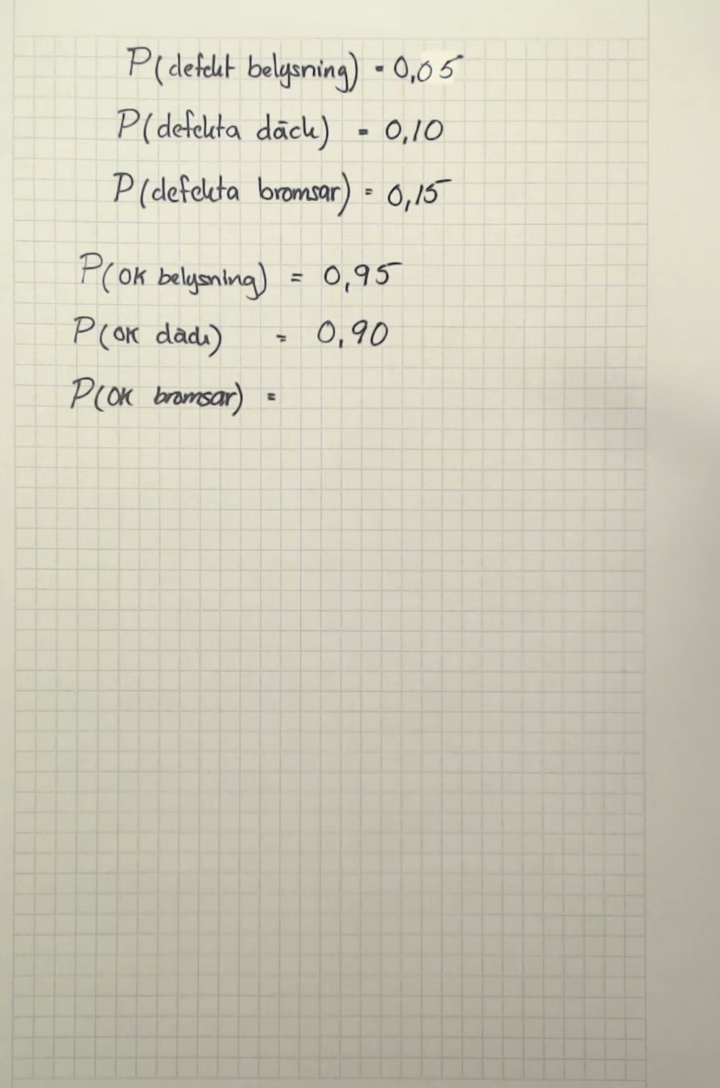 P(defekt belysning) = 0,05
P(defekta däck) = 0,10
P(defekta bromsar) = 0,15
P(OK belysning) = 0,95
P(OK däck) = 0,90
P(OK bromsar) =